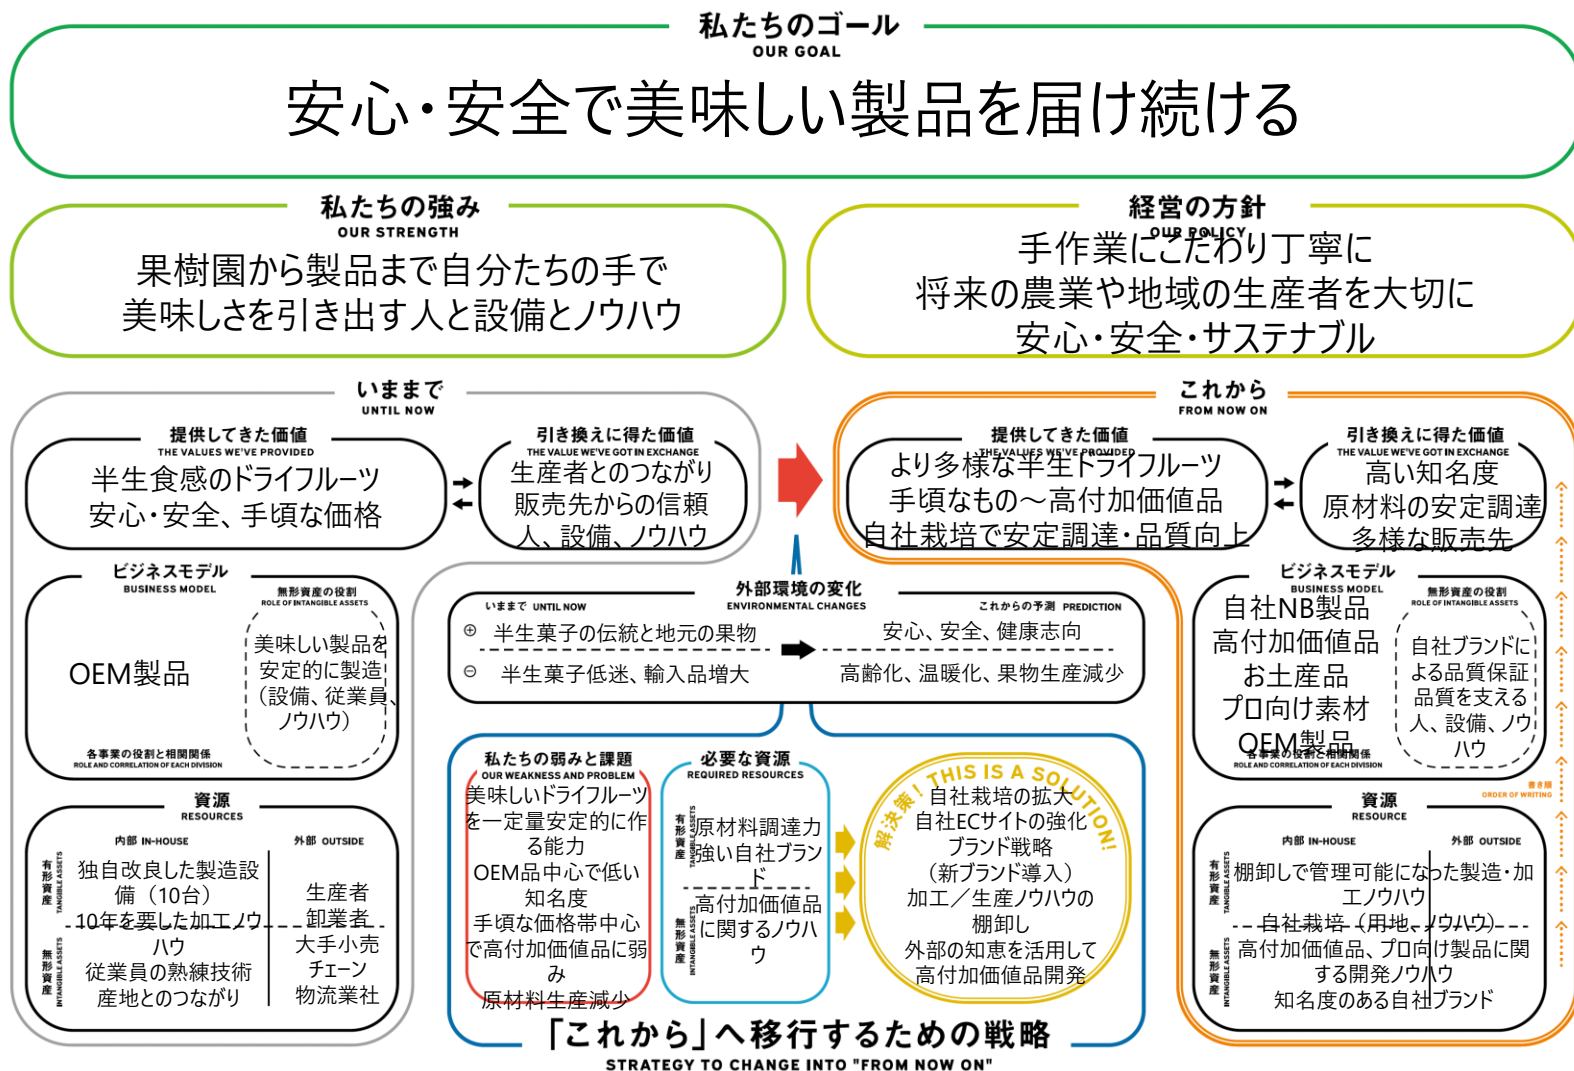 私たちのゴール
OUR GOAL
安心・安全で美味しい製品を届け続ける
私たちの強み
OUR STRENGTH
果樹園から製品まで自分たちの手で
美味しさを引き出す人と設備とノウハウ
経営の方針
OUR POLICY
手作業にこだわり丁寧に
将来の農業や地域の生産者を大切に
安心・安全・サステナブル
いままで
UNTIL NOW
提供してきた価値
THE VALUES WE'VE PROVIDED
半生食感のドライフルーツ
安心・安全、手頃な価格
引き換えに得た価値
THE VALUE WE'VE GOT IN EXCHANGE
生産者とのつながり
販売先からの信頼
人、設備、ノウハウ
ビジネスモデル
BUSINESS MODEL
OEM製品
無形資産の役割
ROLE OF INTANGIBLE ASSETS
美味しい製品を
安定的に製造
（設備、従業員、
ノウハウ）
各事業の役割と相関関係
ROLE AND CORRELATION OF EACH DIVISION
資源
RESOURCES
内部 IN-HOUSE
外部 OUTSIDE
有形資産
TANGIBLE ASSETS
無形資産
INTANGIBLE ASSETS
独自改良した製造設
備（10台）
10年を要した加工ノウ
ハウ
従業員の熟練技術
産地とのつながり
生産者
卸業者
大手小売
チェーン
物流業社
外部環境の変化
ENVIRONMENTAL CHANGES
いままで UNTIL NOW
これからの予測 PREDICTION
⊕ 半生菓子の伝統と地元の果物
安心、安全、健康志向
⊖ 半生菓子低迷、輸入品増大
高齢化、温暖化、果物生産減少
私たちの弱みと課題
OUR WEAKNESS AND PROBLEM
美味しいドライフルーツ
を一定量安定的に作
る能力
OEM品中心で低い
知名度
手頃な価格帯中心
で高付加価値品に弱
み
原材料生産減少
必要な資源
REQUIRED RESOURCES
有形資産
TANGIBLE ASSETS
原材料調達力
強い自社ブラン
ド
無形資産
INTANGIBLE ASSETS
高付加価値品
に関するノウハ
ウ
解決策！ THIS IS A SOLUTION!
自社栽培の拡大
自社ECサイトの強化
ブランド戦略
（新ブランド導入）
加工／生産ノウハウの
棚卸し
外部の知恵を活用して
高付加価値品開発
「これから」へ移行するための戦略
STRATEGY TO CHANGE INTO "FROM NOW ON"
これから
FROM NOW ON
提供してきた価値
THE VALUES WE'VE PROVIDED
より多様な半生ドライフルーツ
手頃なもの～高付加価値品
自社栽培で安定調達・品質向上
引き換えに得た価値
THE VALUE WE'VE GOT IN EXCHANGE
高い知名度
原材料の安定調達
多様な販売先
ビジネスモデル
BUSINESS MODEL
自社NB製品
高付加価値品
お土産品
プロ向け素材
OEM製品
無形資産の役割
ROLE OF INTANGIBLE ASSETS
自社ブランドに
よる品質保証
品質を支える
人、設備、ノウ
ハウ
各事業の役割と相関関係
ROLE AND CORRELATION OF EACH DIVISION
書き順
ORDER OF WRITING
資源
RESOURCE
内部 IN-HOUSE
外部 OUTSIDE
有形資産
TANGIBLE ASSETS
無形資産
INTANGIBLE ASSETS
棚卸しで管理可能になった製造・加
工ノウハウ
自社栽培（用地、ノウハウ）
高付加価値品、プロ向け製品に関
する開発ノウハウ
知名度のある自社ブランド